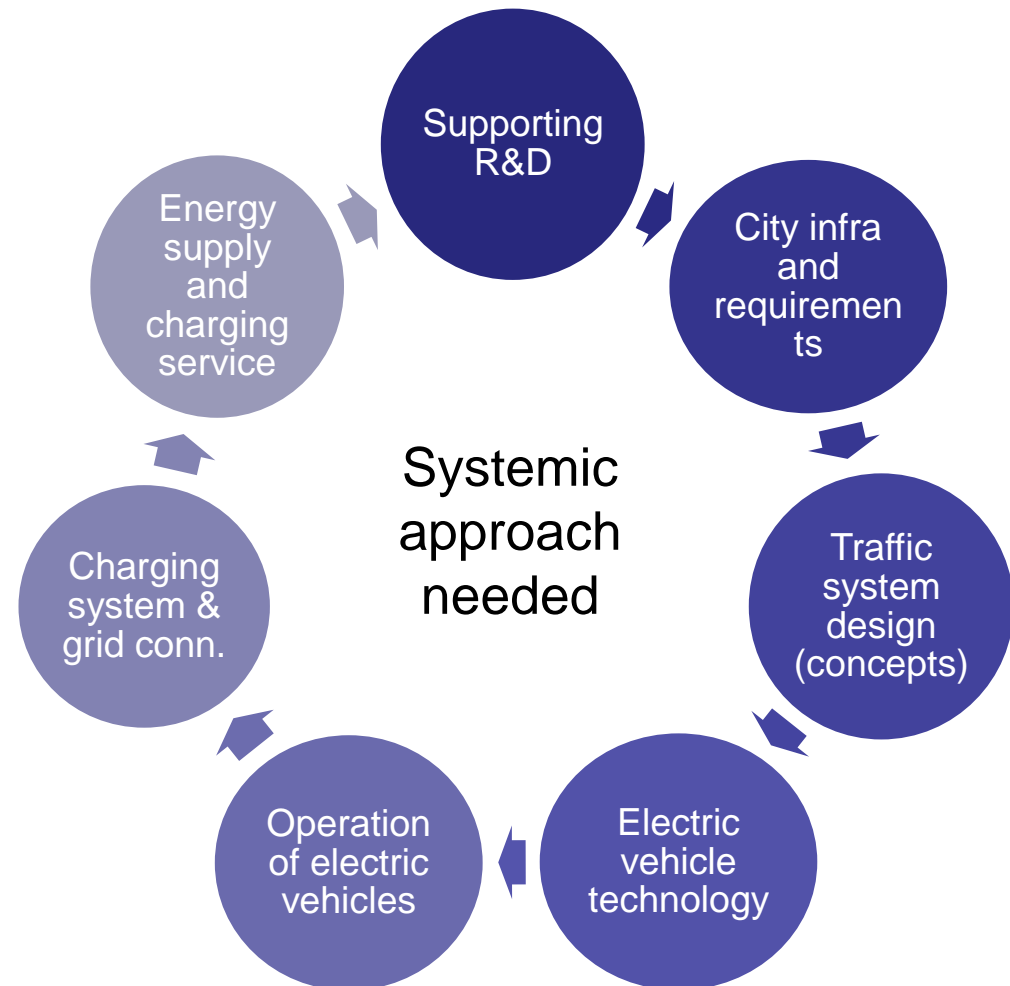 Supporting
R&D
City infra
and
requiremen
ts
Traffic
system
design
(concepts)
Electric
vehicle
technology
Operation
of electric
vehicles
Charging
system &
grid conn.
Energy
supply
and
charging
service
Systemic
approach
needed